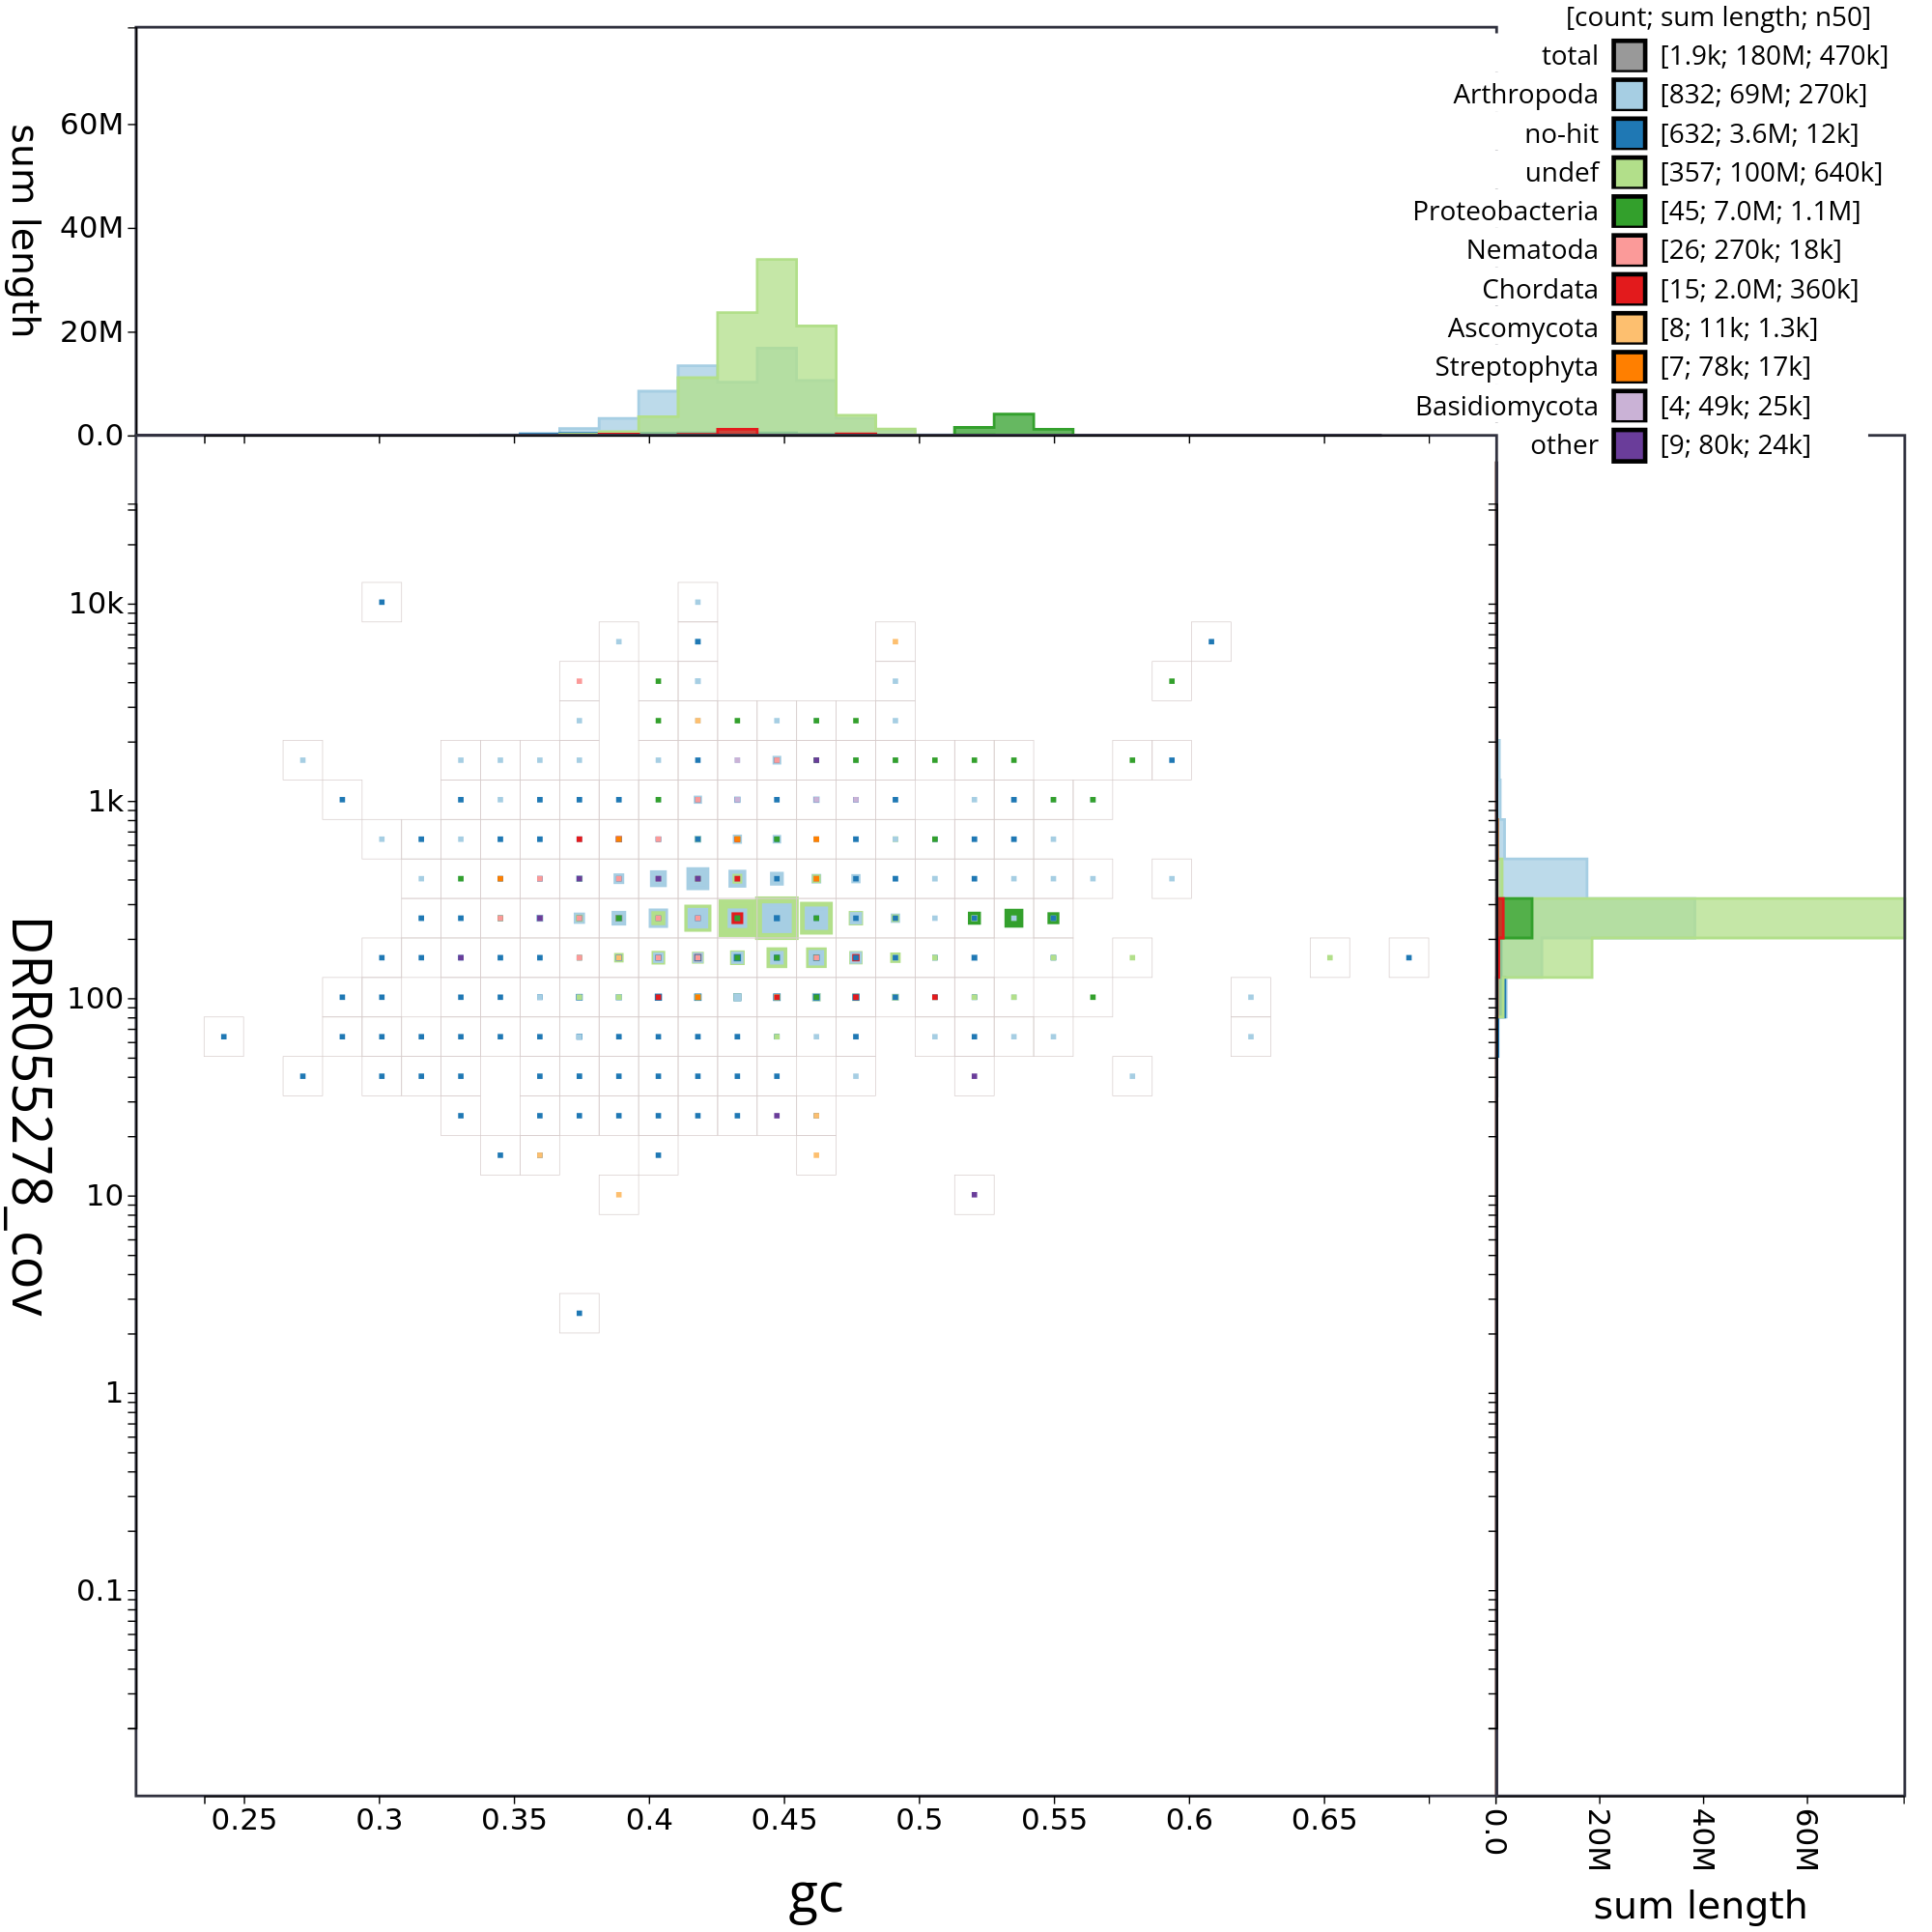 [count; sum length; n50]
total [1.9k; 180M; 470k]
Arthropoda [832; 69M; 270k]
no-hit [632; 3.6M; 12k]
undef [357; 100M; 640k]
Proteobacteria [45; 7.0M; 1.1M]
Nematoda [26; 270k; 18k]
Chordata [15; 2.0M; 360k]
Ascomycota [8; 11k; 1.3k]
Streptophyta [7; 78k; 17k]
Basidiomycota [4; 49k; 25k]
other [9; 80k; 24k]
sum length
60M
40M
20M
0.0
DRR055278_cov
10k
1k
100
10
1
0.1
0.25 0.3 0.35 0.4 0.45 0.5 0.55 0.6 0.65
gc
0.0 20M 40M 60M
sum length